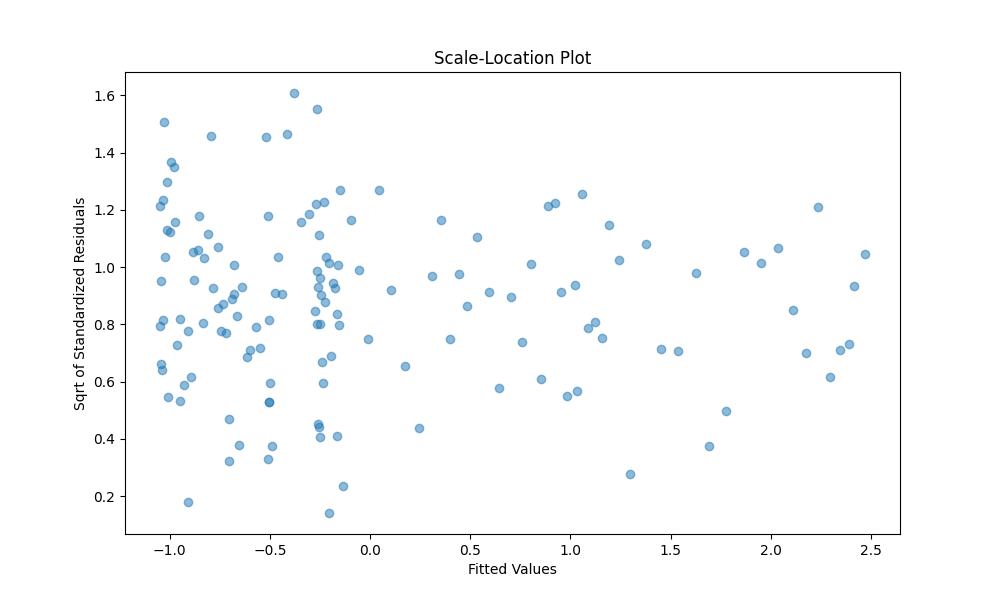 Scale-Location Plot
Sqrt of Standardized Residuals
1.6
1.4
1.2
1.0
0.8
0.6
0.4
0.2
−1.0 −0.5 0.0 0.5 1.0 1.5 2.0 2.5
Fitted Values